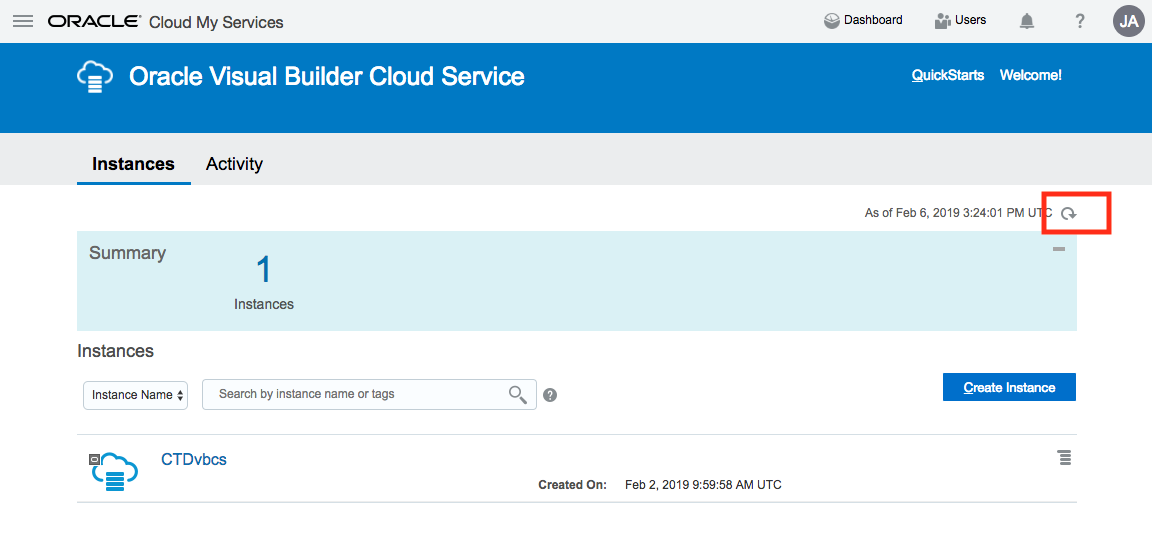 ORACLE Cloud My Services Dashboard Users ? JA
Oracle Visual Builder Cloud Service QuickStarts Welcome!
Instances Activity
As of Feb 6, 2019 3:24:01 PM UTC
Summary
1
Instances
Instances
Instance Name Search by instance name or tags ? Create Instance
CTDvbcs
Created On: Feb 2, 2019 9:59:58 AM UTC